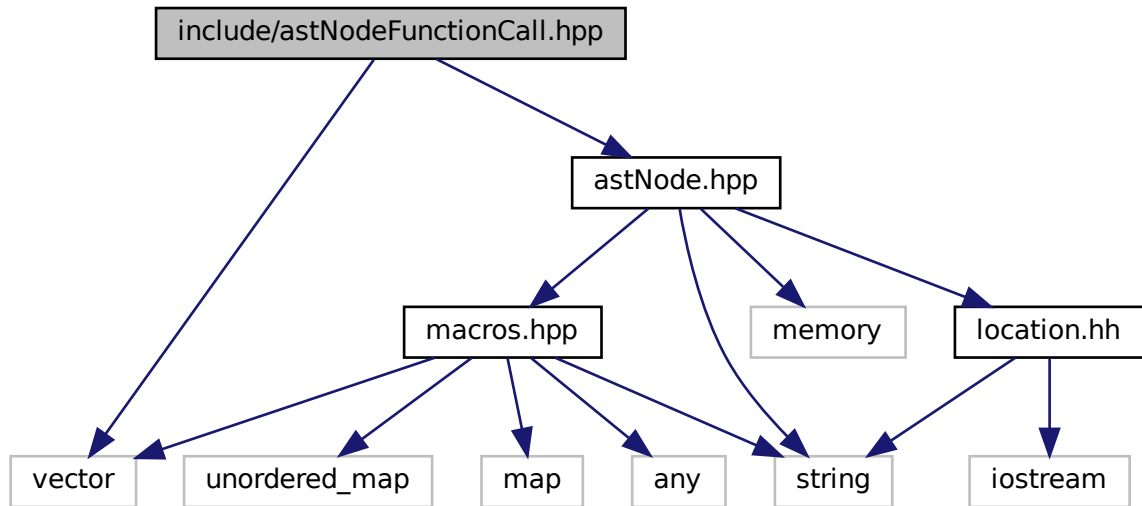 include/astNodeFunctionCall.hpp
astNode.hpp
macros.hpp
memory
location.hh
vector
unordered_map
map
any
string
iostream